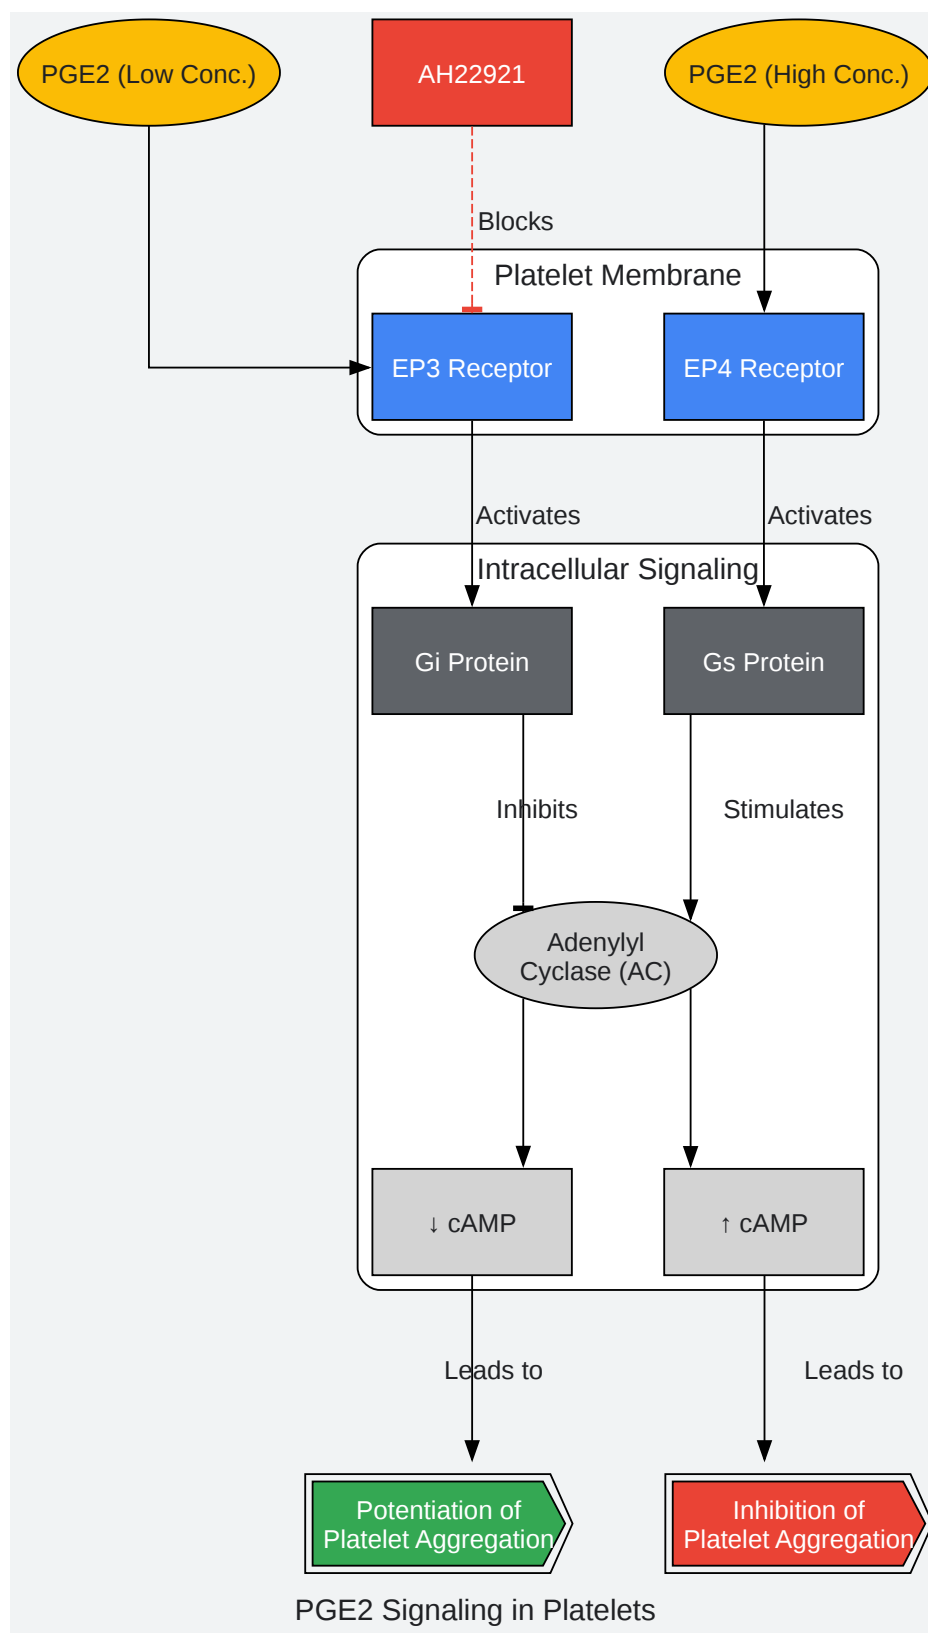 PGE2 (Low Conc.)
AH22921
PGE2 (High Conc.)
Blocks
Platelet Membrane
EP3 Receptor
EP4 Receptor
Activates
Activates
Intracellular Signaling
Gi Protein
Gs Protein
Inhibits
Stimulates
Adenylyl
Cyclase (AC)
↓ cAMP
↑ cAMP
Leads to
Leads to
Potentiation of
Platelet Aggregation
Inhibition of
Platelet Aggregation
PGE2 Signaling in Platelets